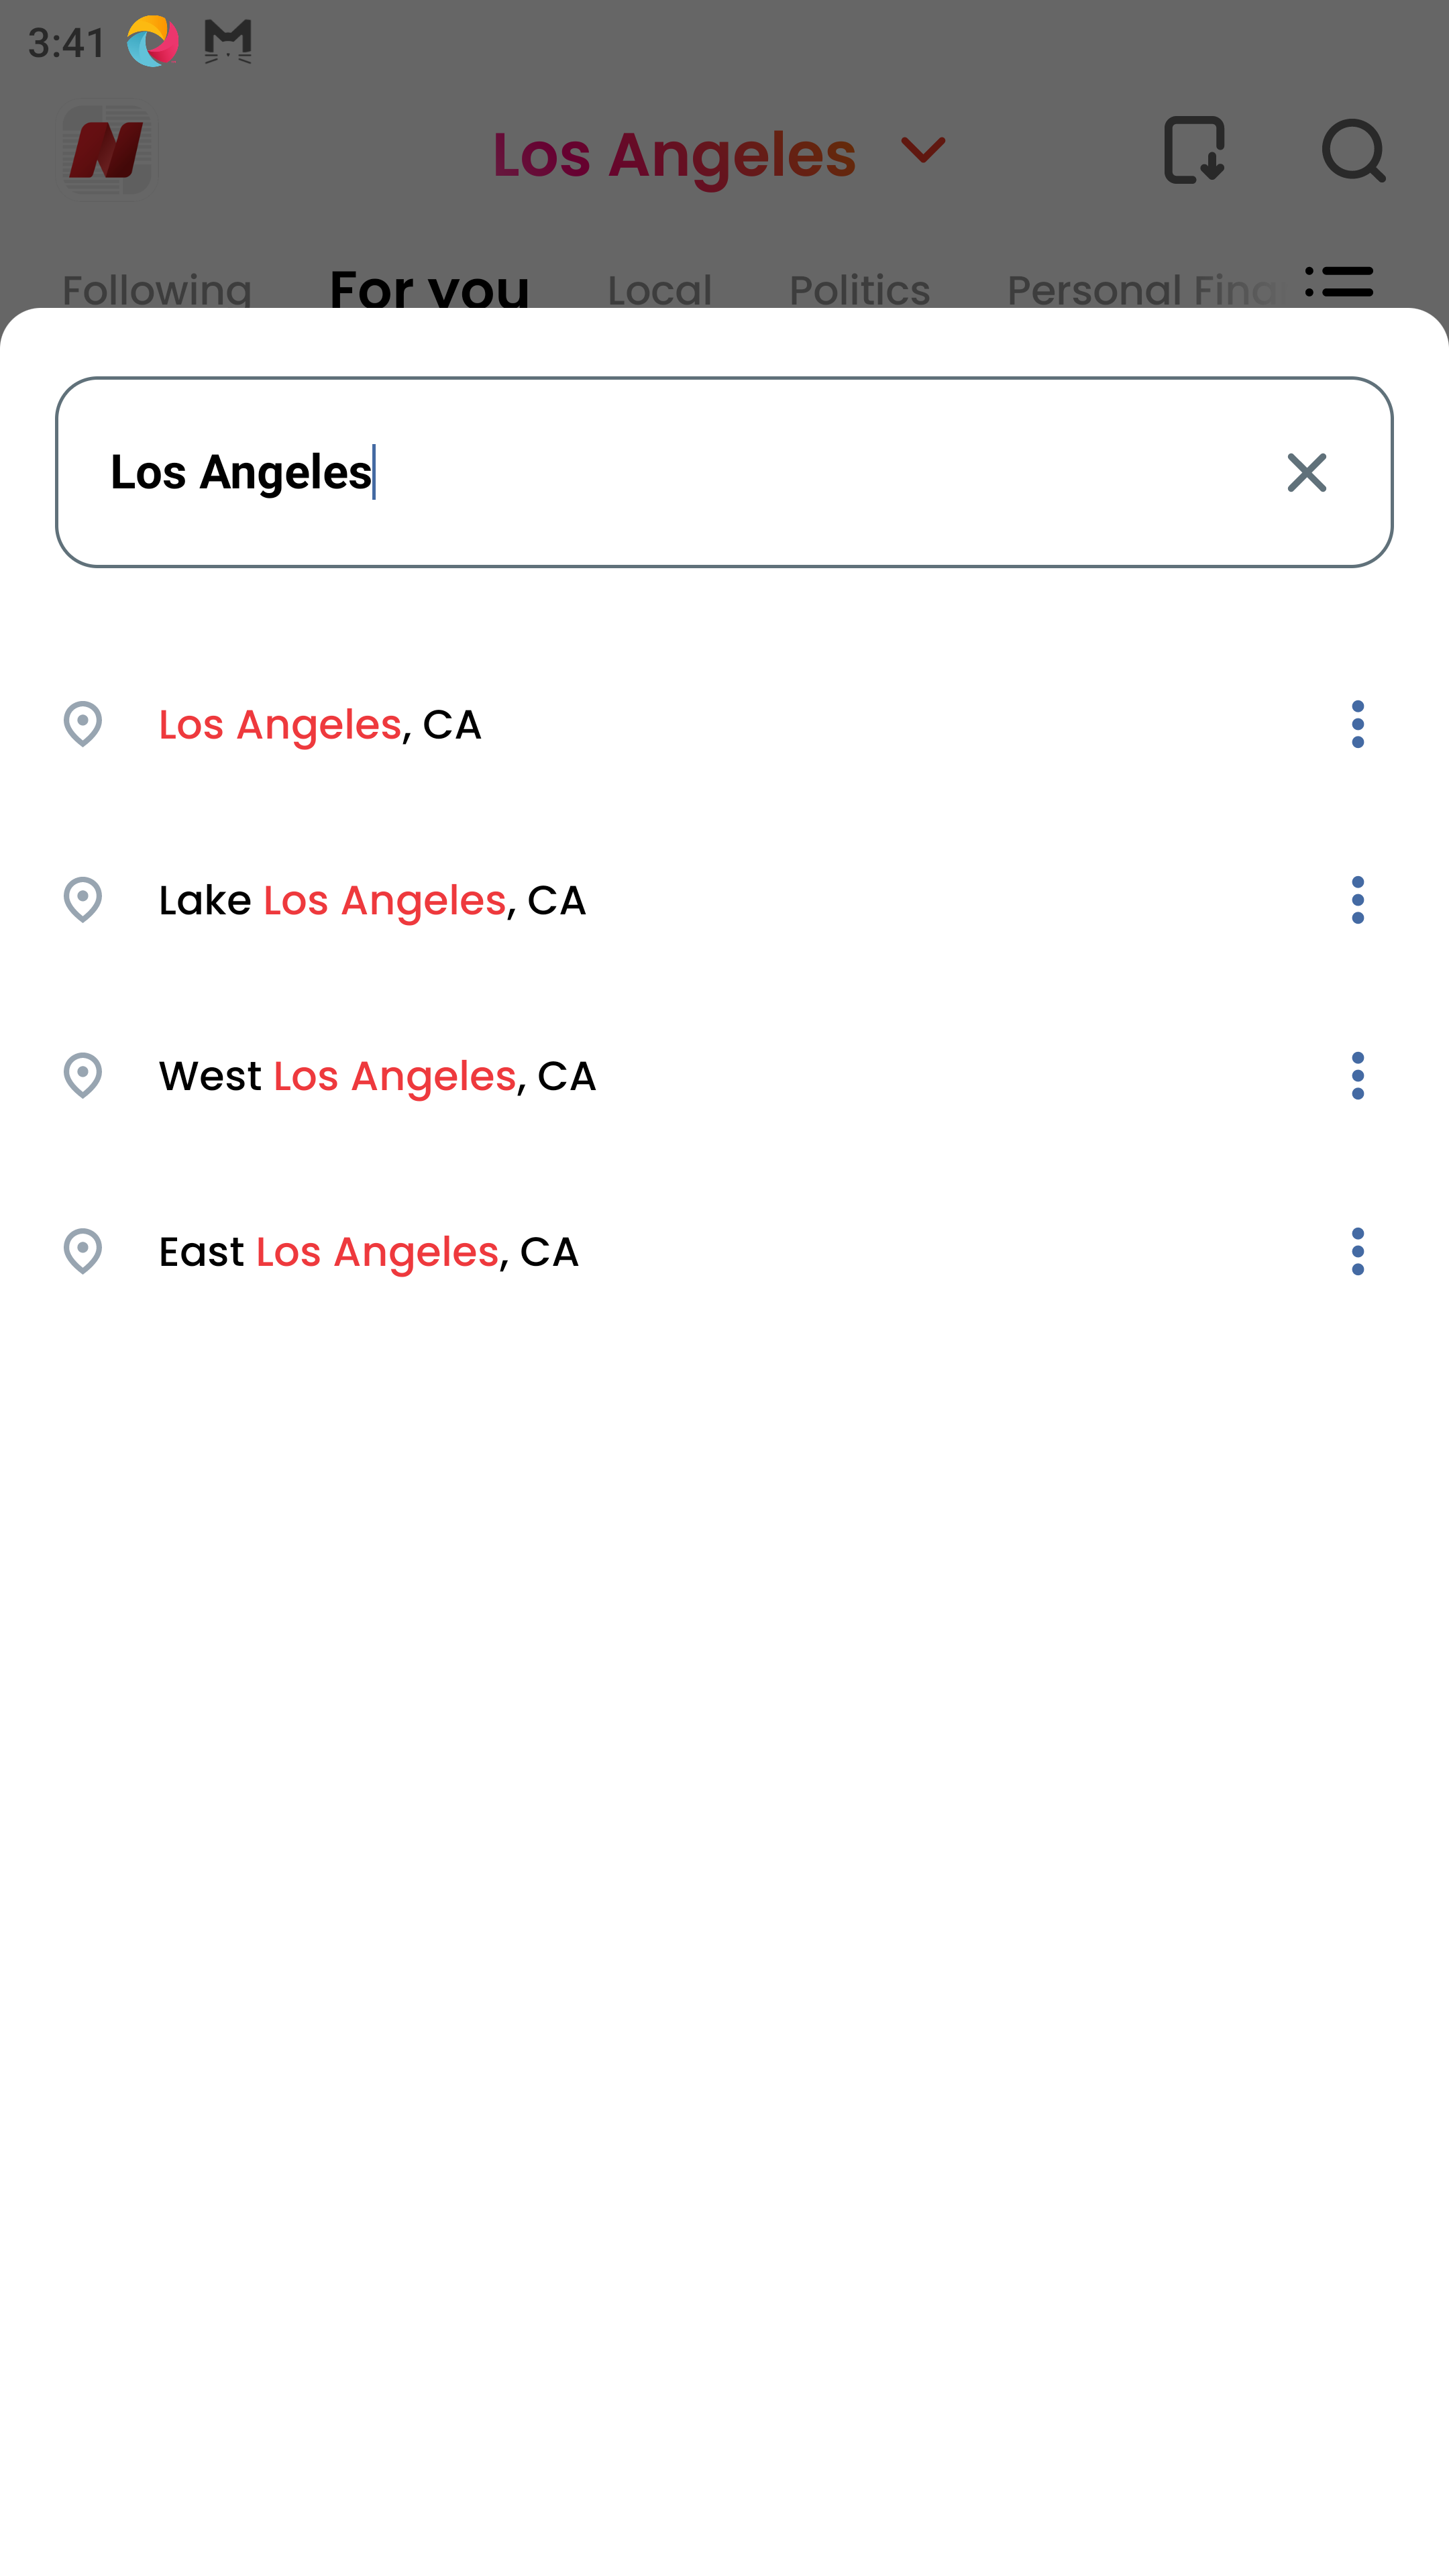 3:41
Los Angeles
Following For you Local Politics Personal Fina
Los Angeles
Los Angeles, CA
Lake Los Angeles, CA
West Los Angeles, CA
East Los Angeles, CA